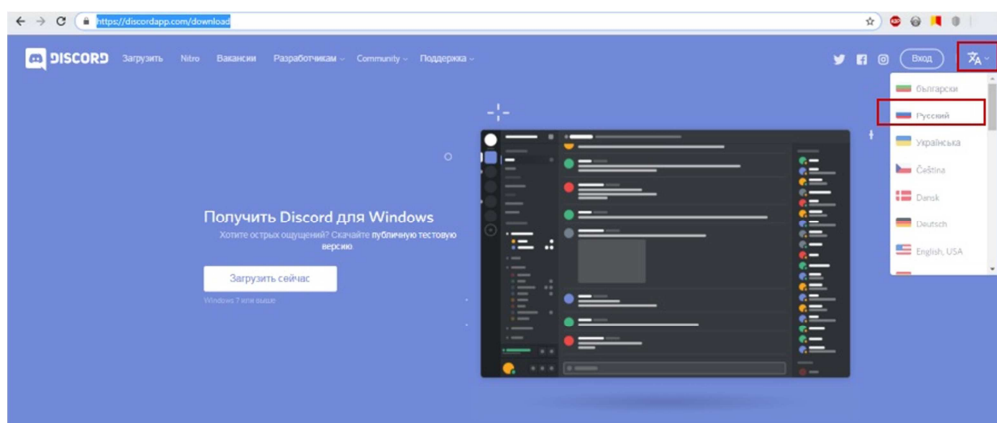 https://discordapp.com/download
DISCORD Загрузить Nitro Вакансии Разработчикам Community Поддержка Вход
български
Русский
Українська
Čeština
Dansk
Deutsch
English, USA
Получить Discord для Windows
Хотите острых ощущений? Скачайте публичную тестовую
версию.
Загрузить сейчас
Windows 7 или выше